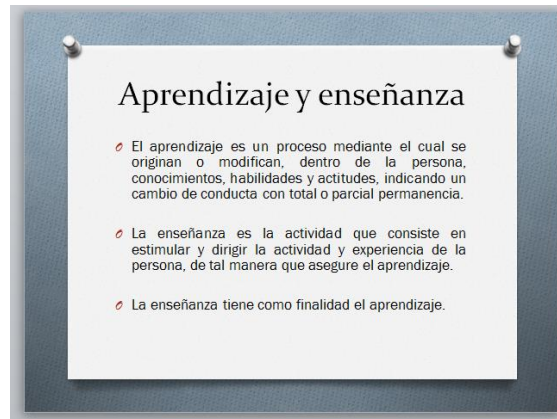 Aprendizaje y enseñanza
El aprendizaje es un proceso mediante el cual se
originan o modifican, dentro de la persona,
conocimientos, habilidades y actitudes, indicando un
cambio de conducta con total o parcial permanencia.
La enseñanza es la actividad que consiste en
estimular y dirigir la actividad y experiencia de la
persona, de tal manera que asegure el aprendizaje.
La enseñanza tiene como finalidad el aprendizaje.